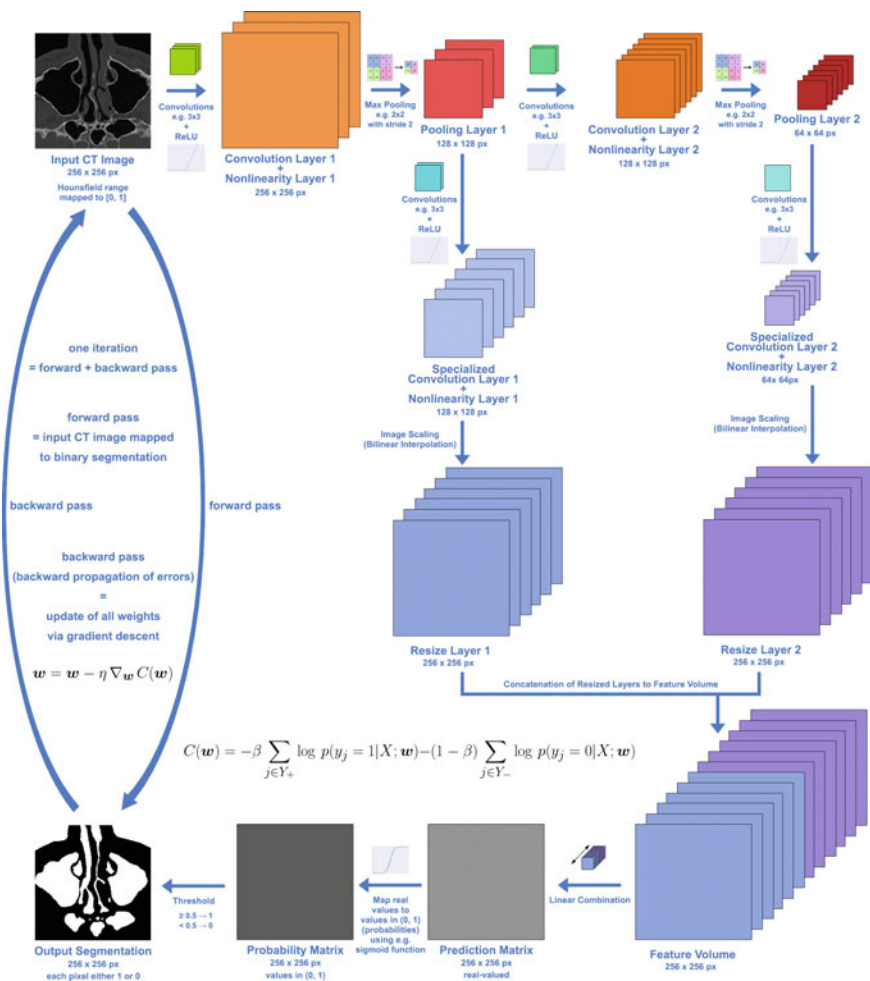 Input CT Image
256 x 256 px
Hounsfield range
mapped to [0, 1]
Convolutions
e.g. 3x3
+
ReLU
Convolution Layer 1
+
Nonlinearity Layer 1
256 x 256 px
Max Pooling
e.g. 2x2
with stride 2
Pooling Layer 1
128 x 128 px
Convolutions
e.g. 3x3
+
ReLU
Convolution Layer 2
+
Nonlinearity Layer 2
128 x 128 px
Max Pooling
e.g. 2x2
with stride 2
Pooling Layer 2
64 x 64 px
Convolutions
e.g. 3x3
+
ReLU
Specialized
Convolution Layer 1
+
Nonlinearity Layer 1
128 x 128 px
Convolutions
e.g. 3x3
+
ReLU
Specialized
Convolution Layer 2
+
Nonlinearity Layer 2
64x 64px
one iteration
= forward + backward pass
forward pass
= input CT image mapped
to binary segmentation
backward pass
forward pass
backward pass
(backward propagation of errors)
=
update of all weights
via gradient descent
w = w − η ∇w C(w)
Image Scaling
(Bilinear Interpolation)
Image Scaling
(Bilinear Interpolation)
Resize Layer 1
256 x 256 px
Resize Layer 2
256 x 256 px
Concatenation of Resized Layers to Feature Volume
C(w) = −β ∑j∈Y+ log p(yj = 1|X; w)−(1 − β) ∑j∈Y− log p(yj = 0|X; w)
Output Segmentation
256 x 256 px
each pixel either 1 or 0
Threshold
≥ 0.5 → 1
< 0.5 → 0
Probability Matrix
256 x 256 px
values in (0, 1)
Map real
values to
values in (0, 1)
(probabilities)
using e.g.
sigmoid function
Prediction Matrix
256 x 256 px
real-valued
Linear Combination
Feature Volume
256 x 256 px